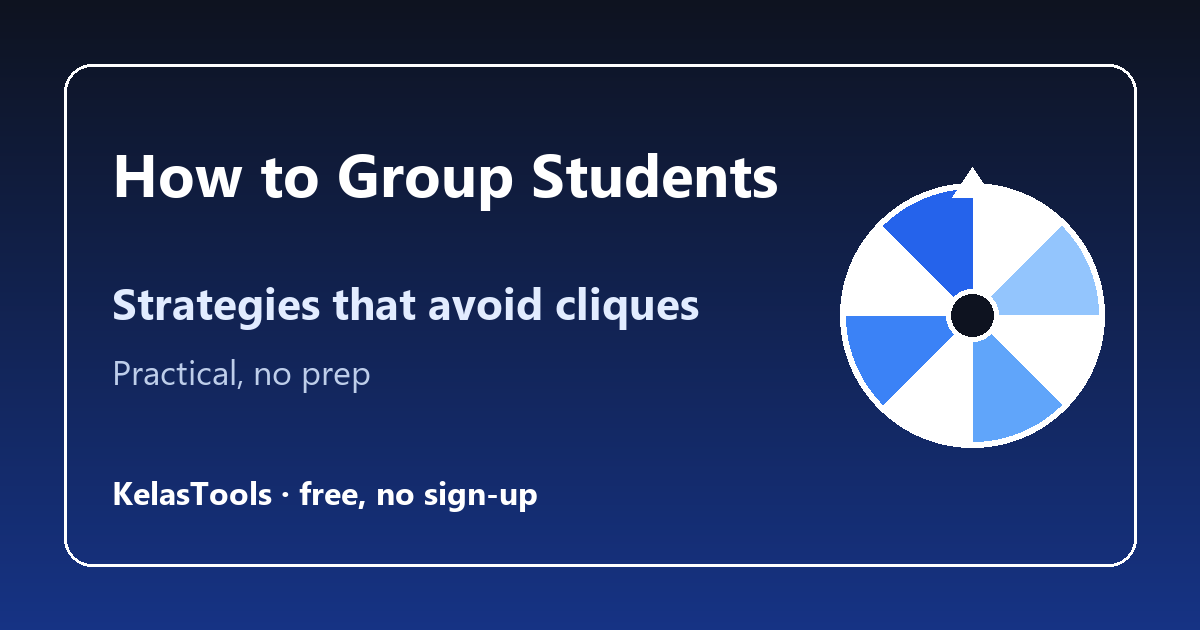 How to Group Students
Strategies that avoid cliques
Practical, no prep
KelasTools · free, no sign-up